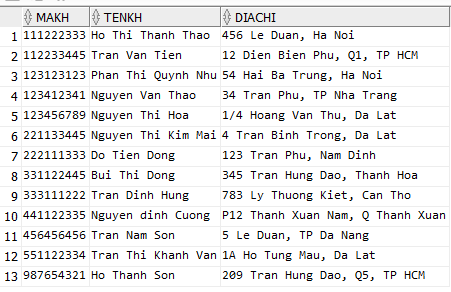 MAKH TENKH DIACHI
1 111222333 Ho Thi Thanh Thao 456 Le Duan, Ha Noi
2 112233445 Tran Van Tien 12 Dien Bien Phu, Q1, TP HCM
3 123123123 Phan Thi Quynh Nhu 54 Hai Ba Trung, Ha Noi
4 123412341 Nguyen Van Thao 34 Tran Phu, TP Nha Trang
5 123456789 Nguyen Thi Hoa 1/4 Hoang Van Thu, Da Lat
6 221133445 Nguyen Thi Kim Mai 4 Tran Binh Trong, Da Lat
7 222111333 Do Tien Dong 123 Tran Phu, Nam Dinh
8 331122445 Bui Thi Dong 345 Tran Hung Dao, Thanh Hoa
9 333111222 Tran Dinh Hung 783 Ly Thuong Kiet, Can Tho
10 441122335 Nguyen dinh Cuong P12 Thanh Xuan Nam, Q Thanh Xuan
11 456456456 Tran Nam Son 5 Le Duan, TP Da Nang
12 551122334 Tran Thi Khanh Van 1A Ho Tung Mau, Da Lat
13 987654321 Ho Thanh Son 209 Tran Hung Dao, Q5, TP HCM